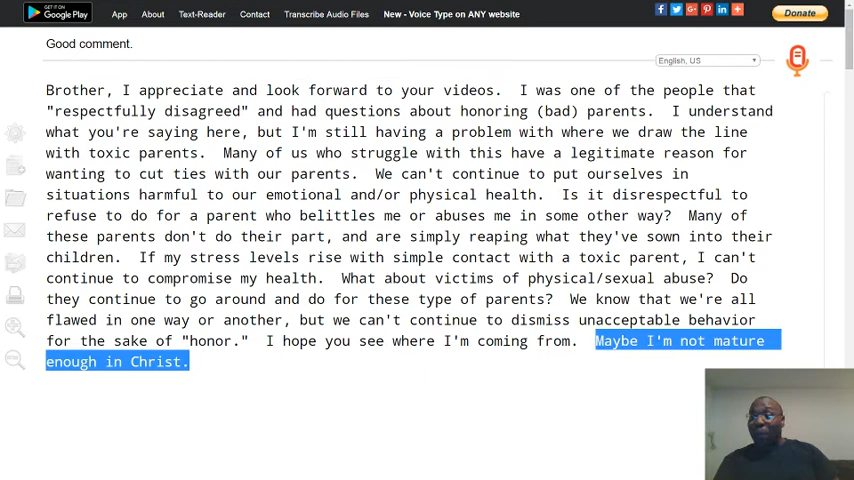 GET IT ON
Google Play
App
About
Text-Reader
Contact
Transcribe Audio Files
New - Voice Type on ANY website
Donate
Good comment.
English, US
Brother, I appreciate and look forward to your videos.  I was one of the people that
"respectfully disagreed" and had questions about honoring (bad) parents.  I understand
what you're saying here, but I'm still having a problem with where we draw the line
with toxic parents.  Many of us who struggle with this have a legitimate reason for
wanting to cut ties with our parents.  We can't continue to put ourselves in
situations harmful to our emotional and/or physical health.  Is it disrespectful to
refuse to do for a parent who belittles me or abuses me in some other way?  Many of
these parents don't do their part, and are simply reaping what they've sown into their
children.  If my stress levels rise with simple contact with a toxic parent, I can't
continue to compromise my health.  What about victims of physical/sexual abuse?  Do
they continue to go around and do for these type of parents?  We know that we're all
flawed in one way or another, but we can't continue to dismiss unacceptable behavior
for the sake of "honor."  I hope you see where I'm coming from.  Maybe I'm not mature
enough in Christ.